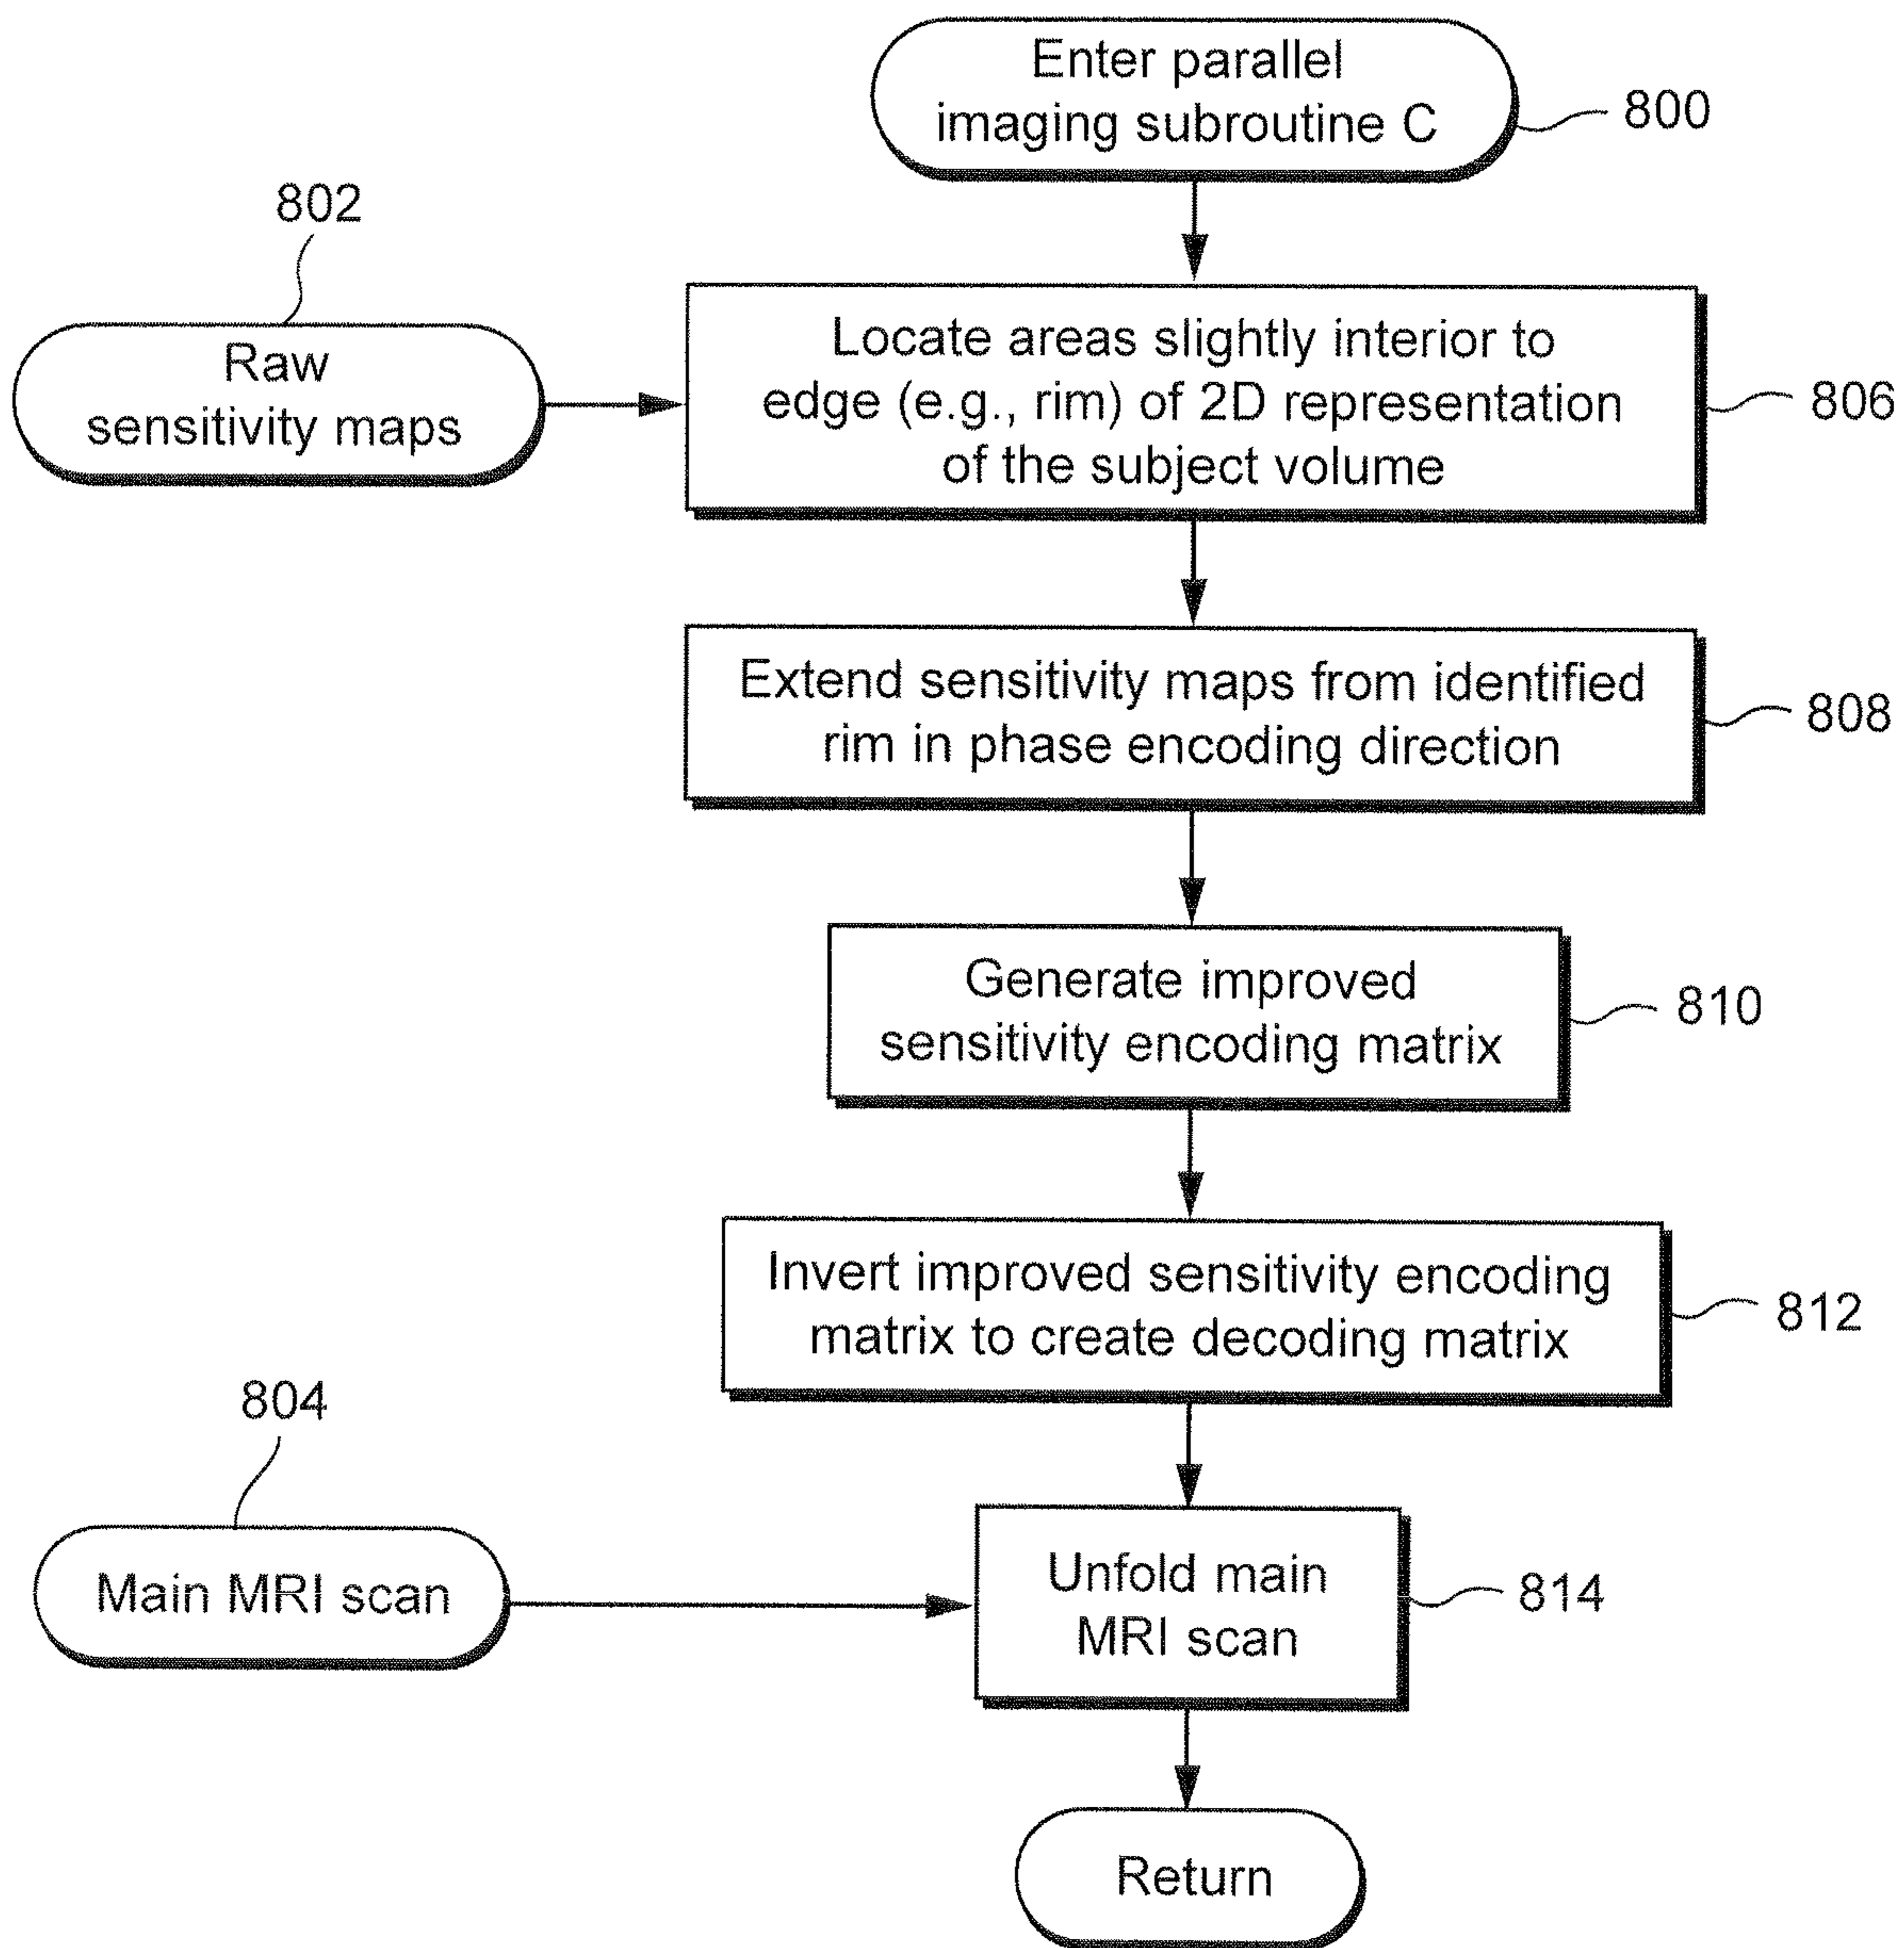 Enter parallel
imaging subroutine C
800
802
Raw
sensitivity maps
Locate areas slightly interior to
edge (e.g., rim) of 2D representation
of the subject volume
806
Extend sensitivity maps from identified
rim in phase encoding direction
808
Generate improved
sensitivity encoding matrix
810
Invert improved sensitivity encoding
matrix to create decoding matrix
812
804
Main MRI scan
Unfold main
MRI scan
814
Return